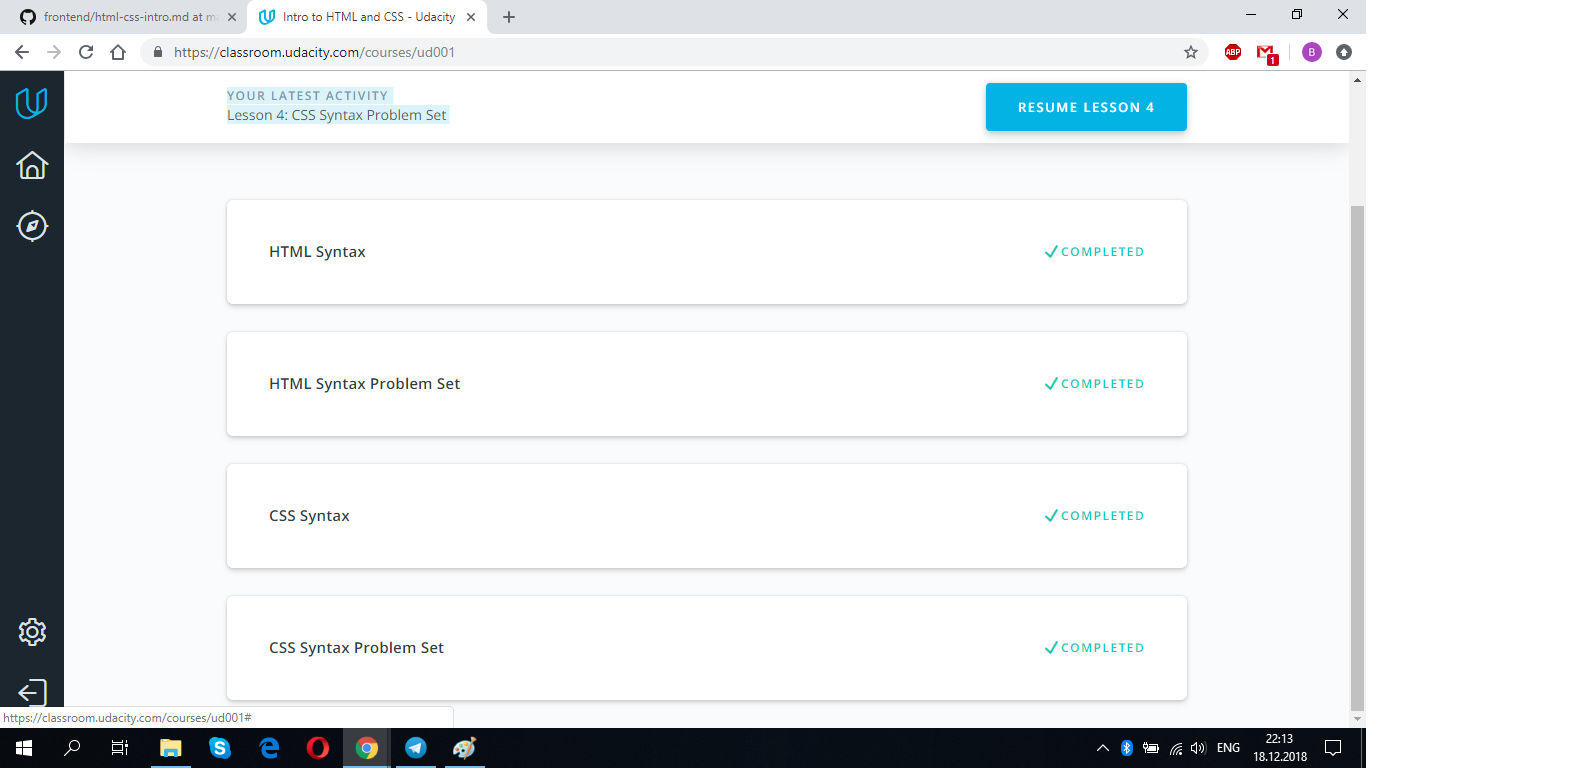 frontend/html-css-intro.md at ma
Intro to HTML and CSS - Udacity
https://classroom.udacity.com/courses/ud001
ABP
1
B
YOUR LATEST ACTIVITY
Lesson 4: CSS Syntax Problem Set
RESUME LESSON 4
HTML Syntax
COMPLETED
HTML Syntax Problem Set
COMPLETED
CSS Syntax
COMPLETED
CSS Syntax Problem Set
COMPLETED
https://classroom.udacity.com/courses/ud001#
ENG
22:13
18.12.2018